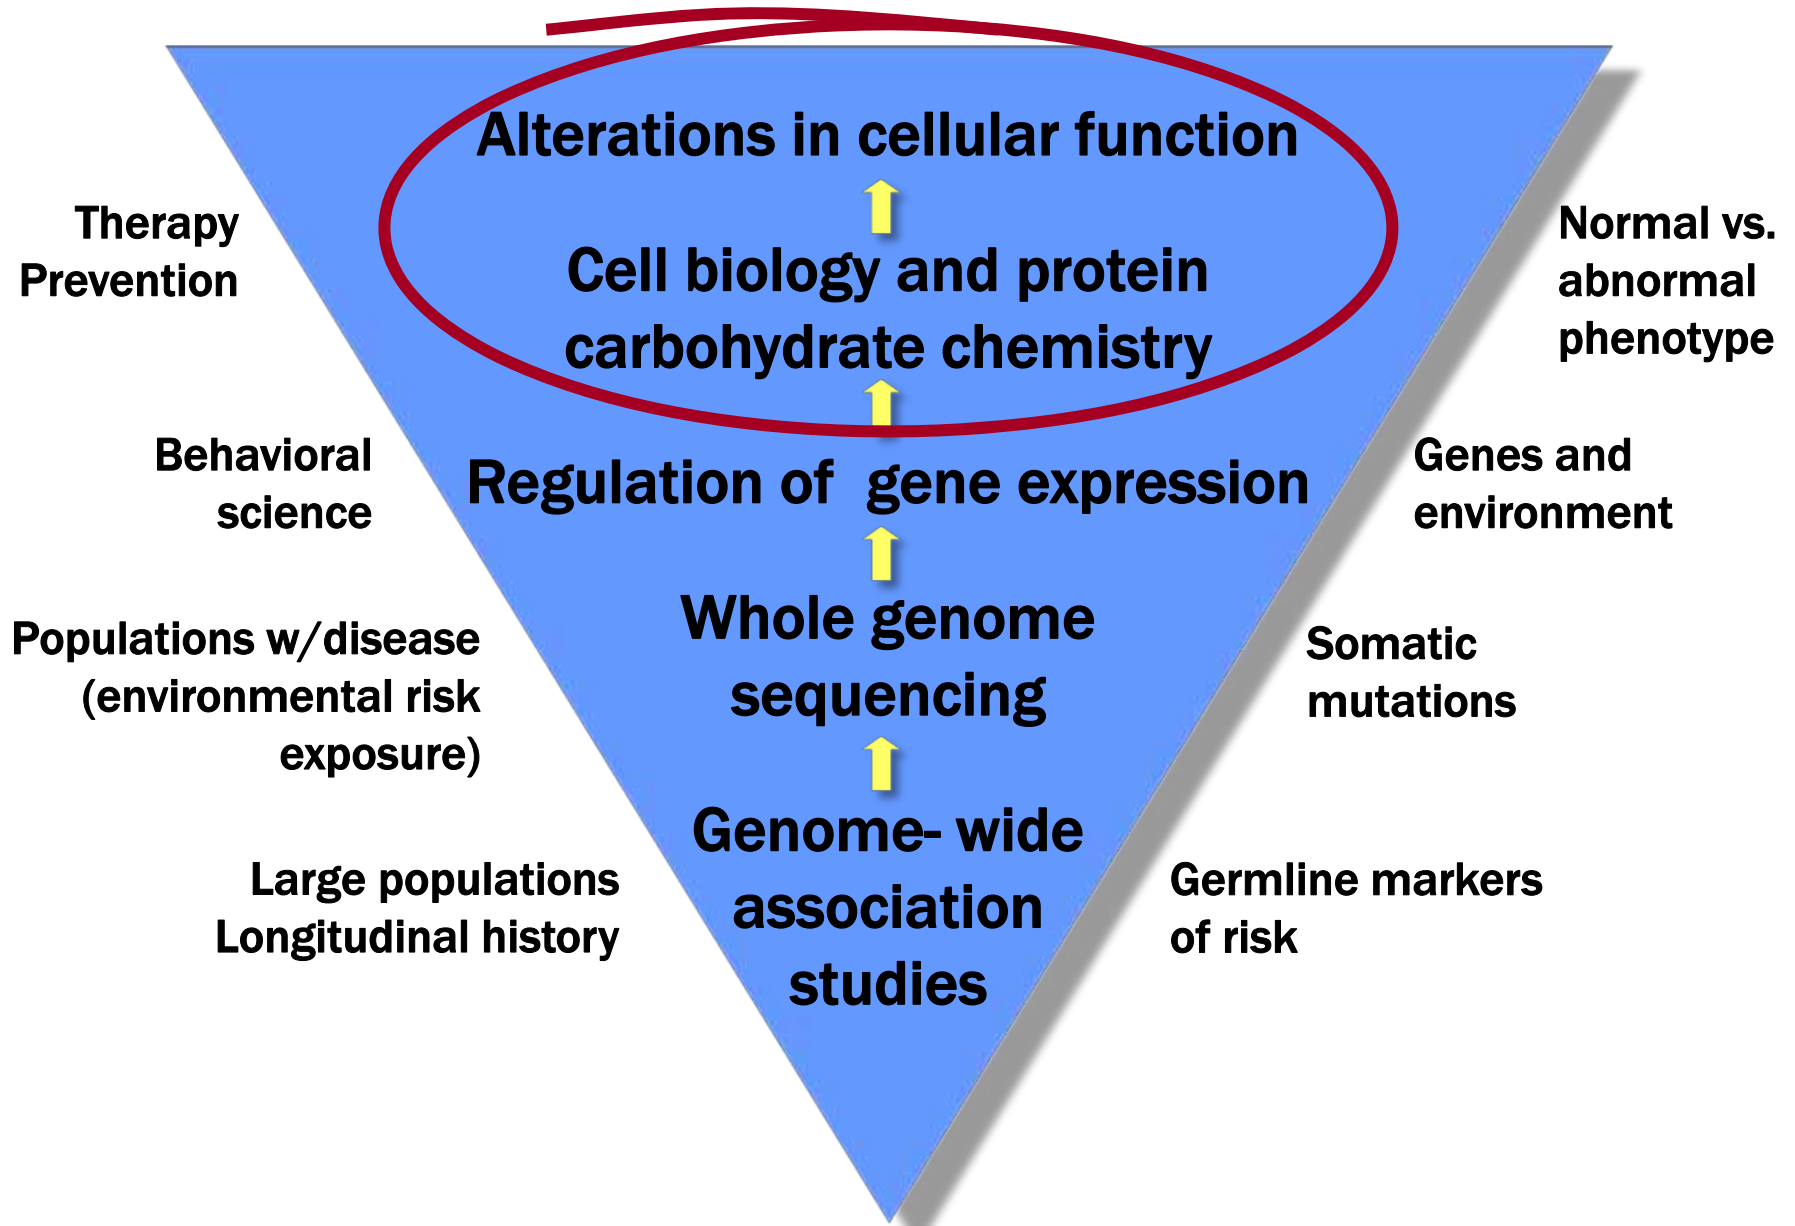 Alterations in cellular function
Therapy
Prevention
Cell biology and protein
carbohydrate chemistry
Normal vs.
abnormal
phenotype
Behavioral
science
Regulation of  gene expression
Genes and
environment
Populations w/disease
(environmental risk
exposure)
Whole genome
sequencing
Somatic
mutations
Large populations
Longitudinal history
Genome- wide
association
studies
Germline markers
of risk